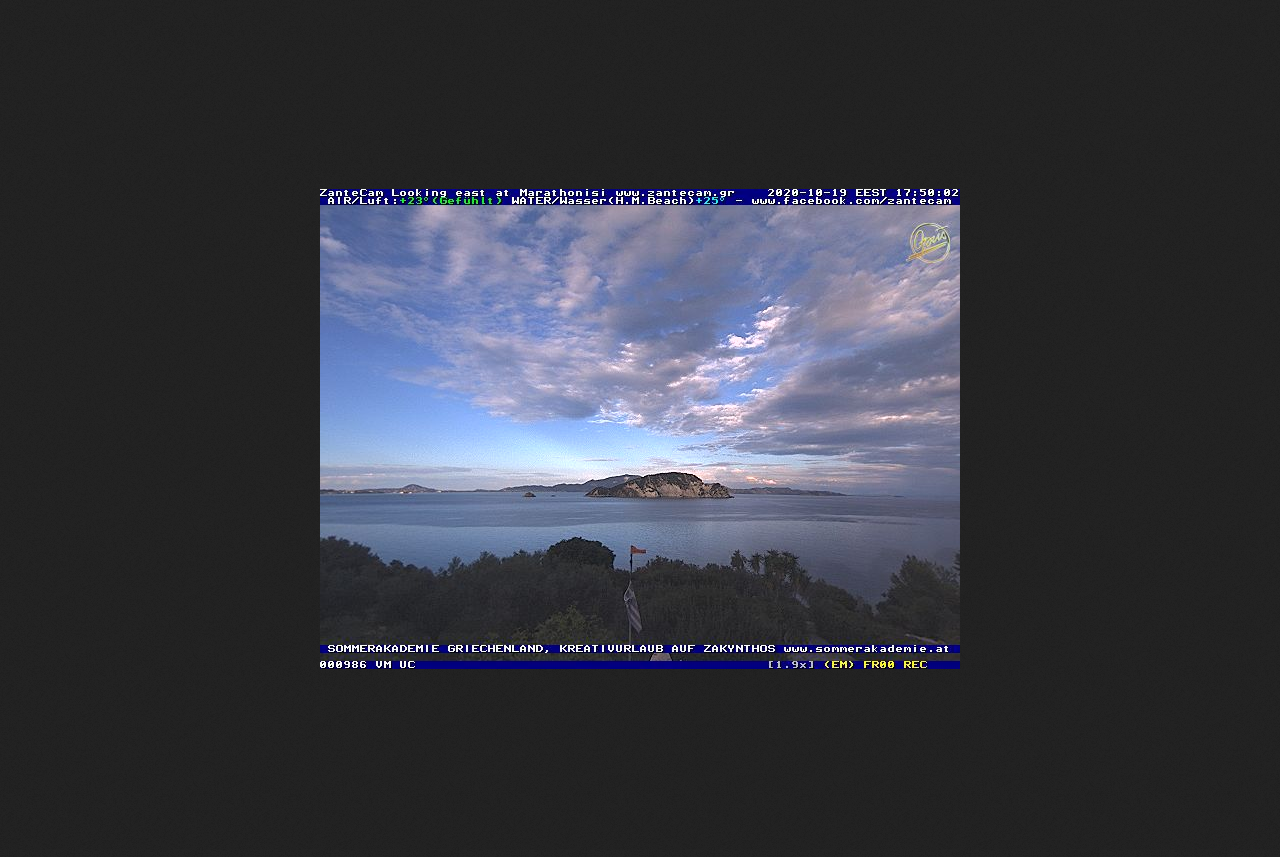 ZanteCam Looking east at Marathonisi www.zantecam.gr 2020-10-19 EEST 17:50:02
AIR/Luft:+23°(Gefühlt) WATER/Wasser(H.M.Beach)+25° - www.facebook.com/zantecam
SOMMERAKADEMIE GRIECHENLAND, KREATIVURLAUB AUF ZAKYNTHOS www.sommerakademie.at
000986 VM UC [1.9x] (EM) FR00 REC